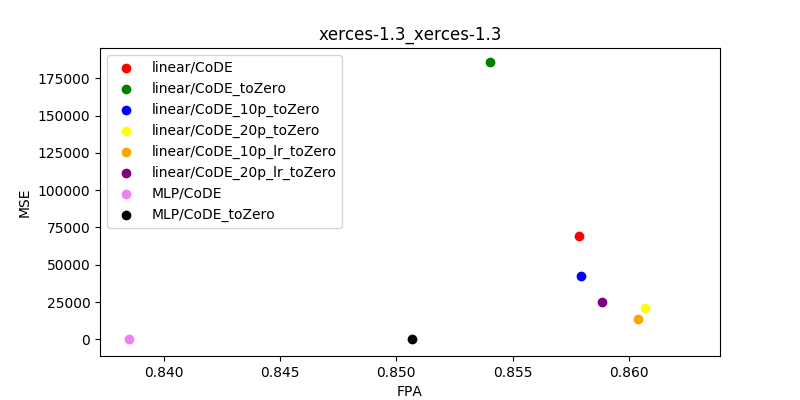 xerces-1.3_xerces-1.3
175000
150000
125000
100000
75000
50000
25000
0
MSE
linear/CoDE
linear/CoDE_toZero
linear/CoDE_10p_toZero
linear/CoDE_20p_toZero
linear/CoDE_10p_lr_toZero
linear/CoDE_20p_lr_toZero
MLP/CoDE
MLP/CoDE_toZero
0.840 0.845 0.850 0.855 0.860
FPA